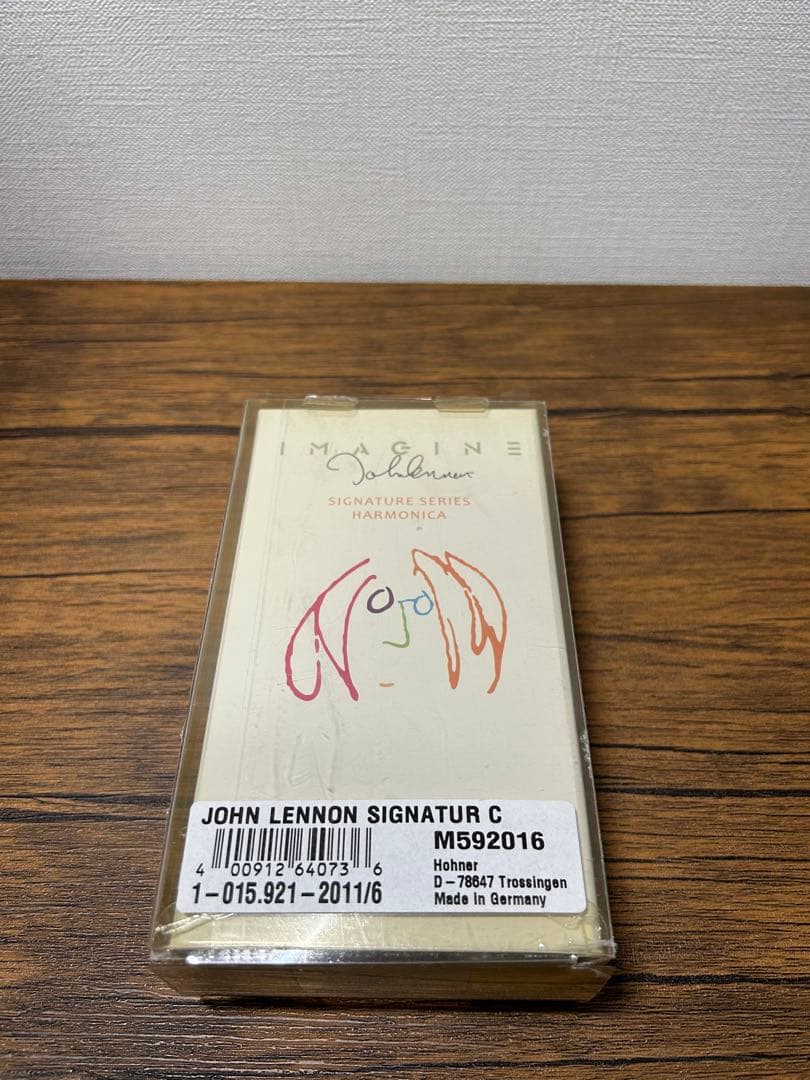 IMAGINE
John Lennon
SIGNATURE SERIES
HARMONICA
JOHN LENNON SIGNATUR C
M592016
4 00912 64073 6
1-015.921-2011/6
Hohner
D-78647 Trossingen
Made in Germany